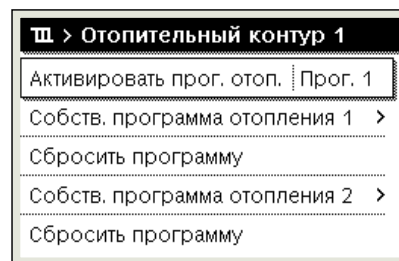 > Отопительный контур 1
Активировать прог. отоп. Прог. 1
Собств. программа отопления 1 >
Сбросить программу
Собств. программа отопления 2 >
Сбросить программу